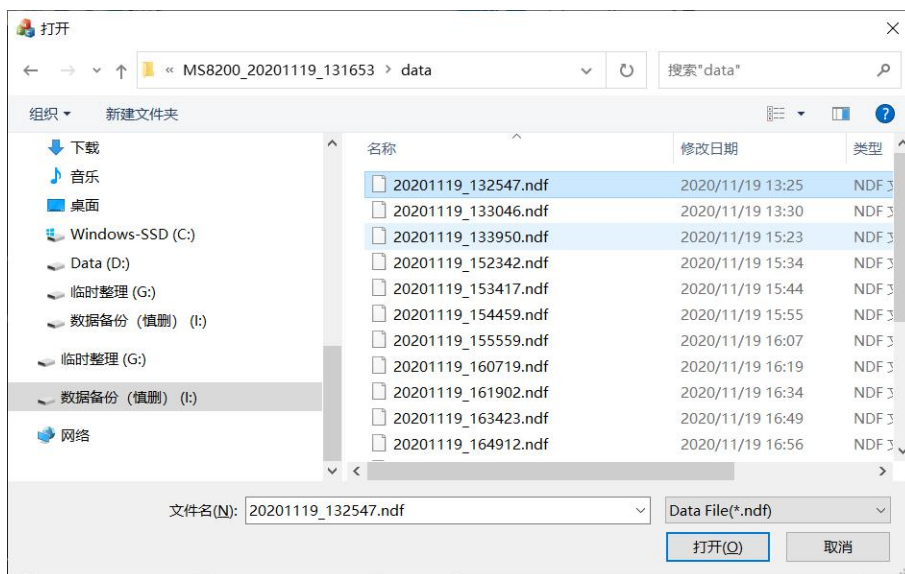 打开
« MS8200_20201119_131653 > data
搜索"data"
组织
新建文件夹
下载
音乐
桌面
Windows-SSD (C:)
Data (D:)
临时整理 (G:)
数据备份（慎删） (I:)
临时整理 (G:)
数据备份（慎删） (I:)
网络
名称 修改日期 类型
20201119_132547.ndf 2020/11/19 13:25 NDF
20201119_133046.ndf 2020/11/19 13:30 NDF
20201119_133950.ndf 2020/11/19 15:23 NDF
20201119_152342.ndf 2020/11/19 15:34 NDF
20201119_153417.ndf 2020/11/19 15:44 NDF
20201119_154459.ndf 2020/11/19 15:55 NDF
20201119_155559.ndf 2020/11/19 16:07 NDF
20201119_160719.ndf 2020/11/19 16:19 NDF
20201119_161902.ndf 2020/11/19 16:34 NDF
20201119_163423.ndf 2020/11/19 16:49 NDF
20201119_164912.ndf 2020/11/19 16:56 NDF
文件名(N): 20201119_132547.ndf
Data File(*.ndf)
打开(O)
取消